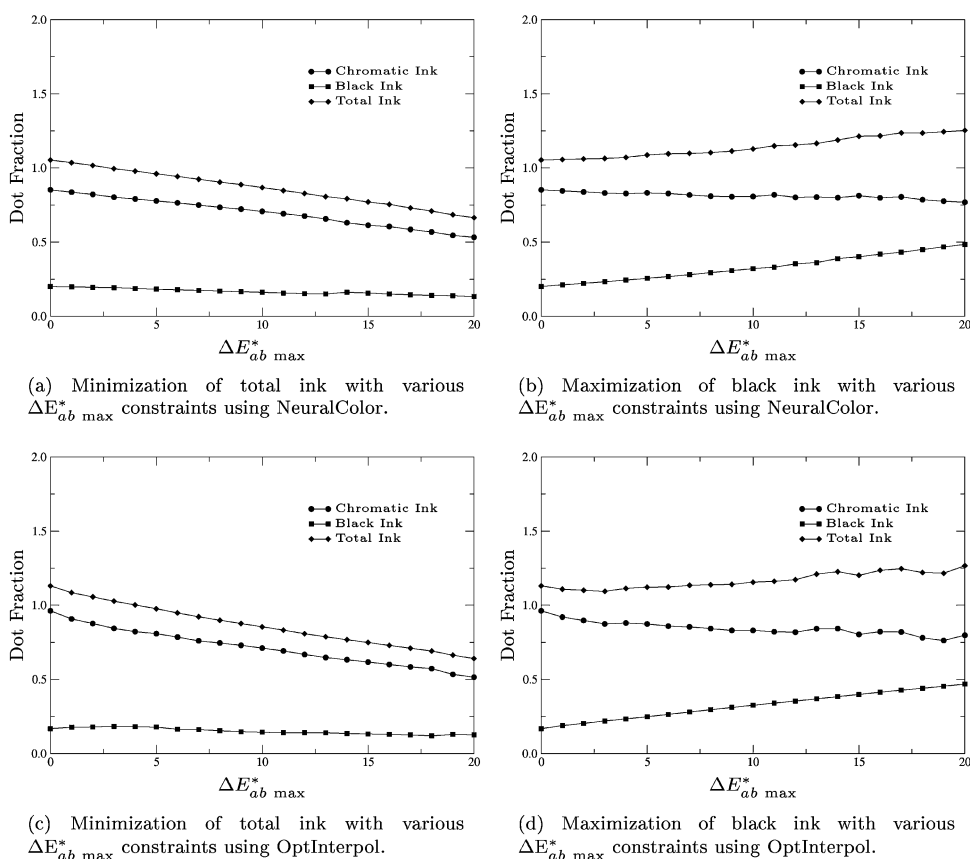 2.0
1.5
1.0
0.5
0.0
Dot Fraction
Chromatic Ink
Black Ink
Total Ink
0 5 10 15 20
ΔE*ab max
(a) Minimization of total ink with various
ΔE*ab max constraints using NeuralColor.
2.0
1.5
1.0
0.5
0.0
Dot Fraction
Chromatic Ink
Black Ink
Total Ink
0 5 10 15 20
ΔE*ab max
(b) Maximization of black ink with various
ΔE*ab max constraints using NeuralColor.
2.0
1.5
1.0
0.5
0.0
Dot Fraction
Chromatic Ink
Black Ink
Total Ink
0 5 10 15 20
ΔE*ab max
(c) Minimization of total ink with various
ΔE*ab max constraints using OptInterpol.
2.0
1.5
1.0
0.5
0.0
Dot Fraction
Chromatic Ink
Black Ink
Total Ink
0 5 10 15 20
ΔE*ab max
(d) Maximization of black ink with various
ΔE*ab max constraints using OptInterpol.